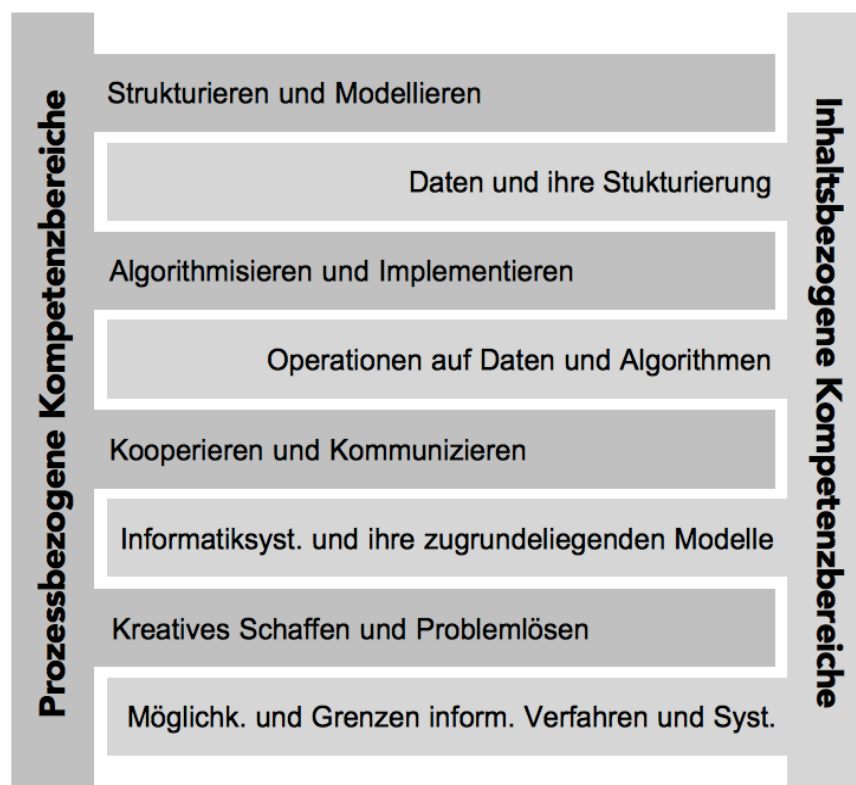 Prozessbezogene Kompetenzbereiche
Strukturieren und Modellieren
Daten und ihre Stukturierung
Algorithmisieren und Implementieren
Operationen auf Daten und Algorithmen
Kooperieren und Kommunizieren
Informatiksyst. und ihre zugrundeliegenden Modelle
Kreatives Schaffen und Problemlösen
Möglichk. und Grenzen inform. Verfahren und Syst.
Inhaltsbezogene Kompetenzbereiche